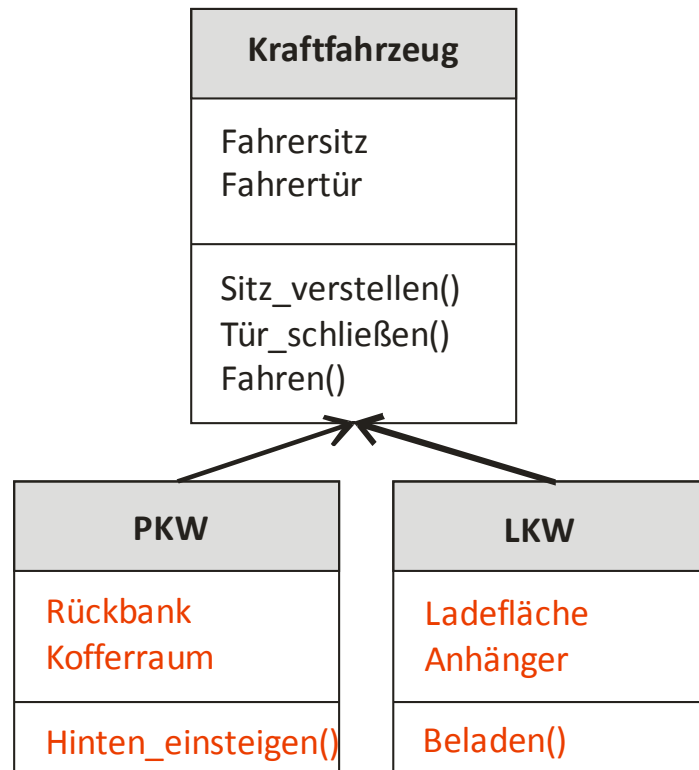 Kraftfahrzeug
Fahrersitz
Fahrertür
Sitz_verstellen()
Tür_schließen()
Fahren()
PKW
Rückbank
Kofferraum
Hinten_einsteigen()
LKW
Ladefläche
Anhänger
Beladen()